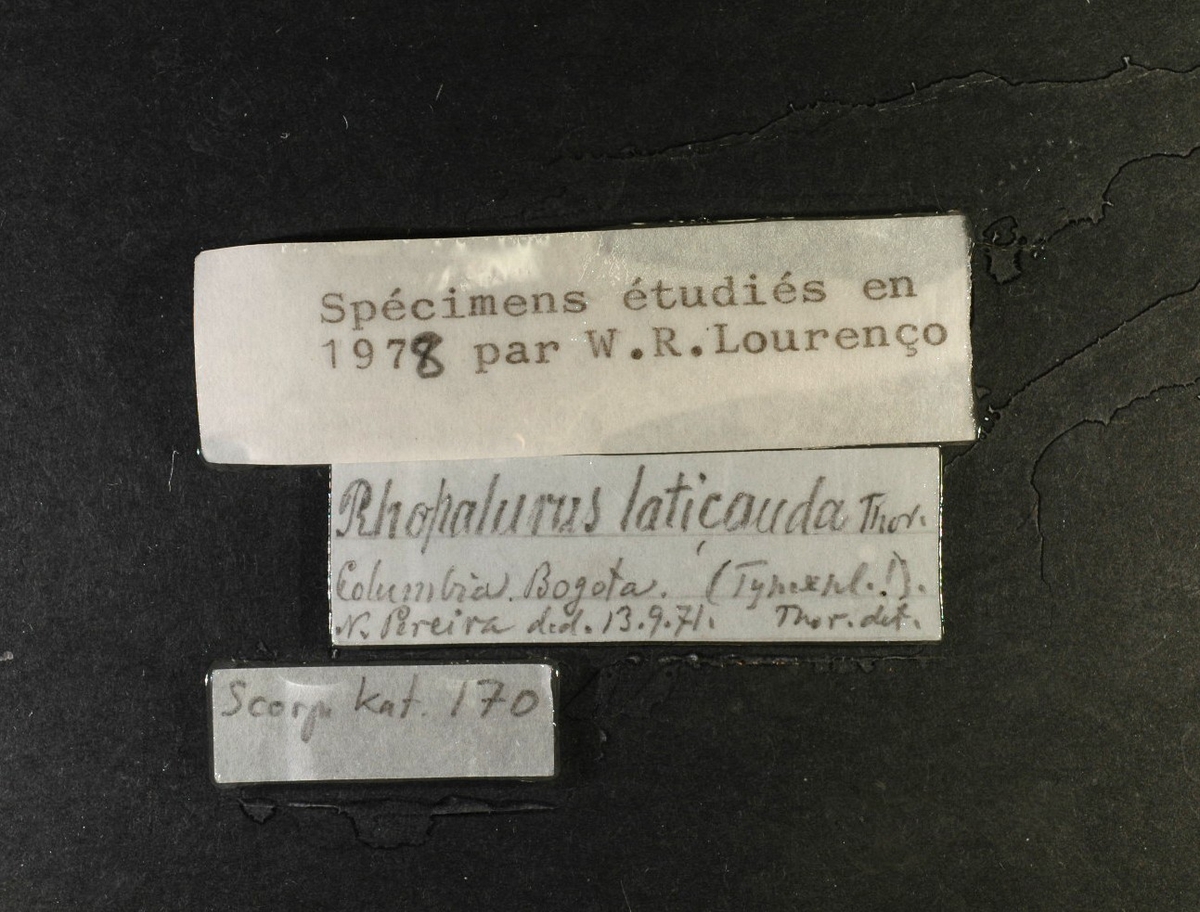 Spécimens étudiés en
1978 par W.R.Lourenço
Rhopalurus laticauda Thor.
Columbia. Bogota. (Typexpl.!).
N. Pereira ded. 13.9.71. Thor. det.
Scorp. kat. 170